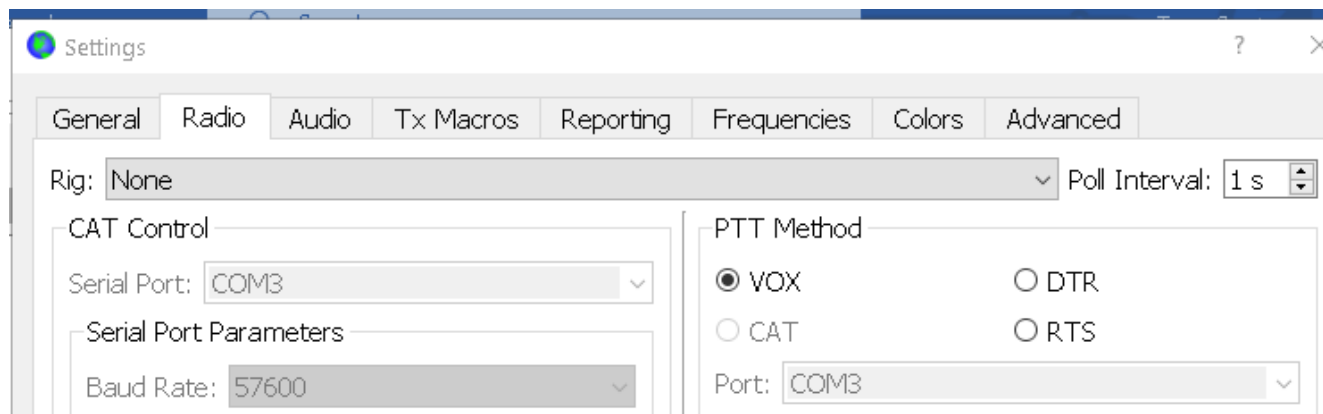 Settings
General Radio Audio Tx Macros Reporting Frequencies Colors Advanced
Rig: None Poll Interval: 1 s
CAT Control
Serial Port: COM3
Serial Port Parameters
Baud Rate: 57600
PTT Method
VOX DTR
CAT RTS
Port: COM3